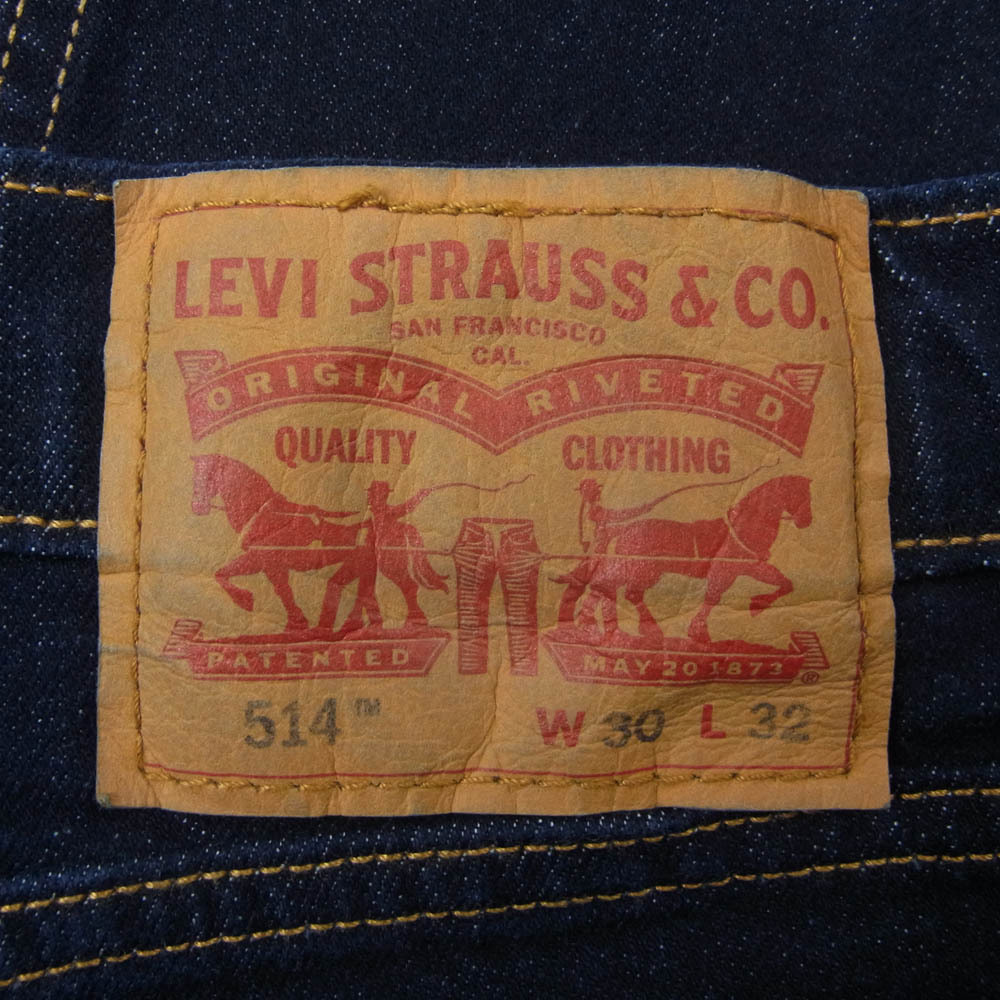 LEVI STRAUSS & CO.
SAN FRANCISCO
CAL.
ORIGINAL RIVETED
QUALITY CLOTHING
PATENTED MAY 20 1873 ®
514™ W 30 L 32